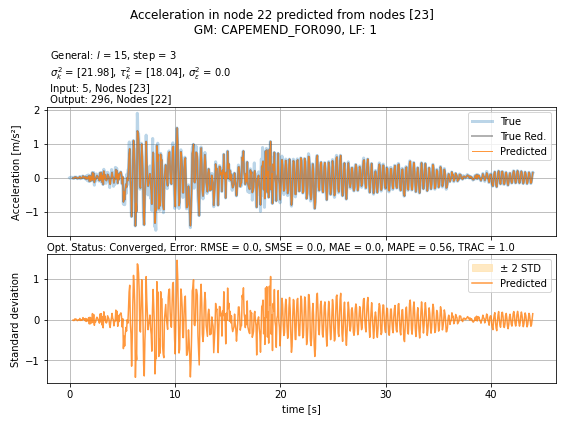 Acceleration in node 22 predicted from nodes [23]
GM: CAPEMEND_FOR090, LF: 1
General: l = 15, step = 3
σ²ₖ = [21.98], τ²ₖ = [18.04], σ²ε = 0.0
Input: 5, Nodes [23]
Output: 296, Nodes [22]
Acceleration [m/s²]
2
1
0
−1
True
True Red.
Predicted
Opt. Status: Converged, Error: RMSE = 0.0, SMSE = 0.0, MAE = 0.0, MAPE = 0.56, TRAC = 1.0
Standard deviation
1
0
−1
± 2 STD
Predicted
0 10 20 30 40
time [s]